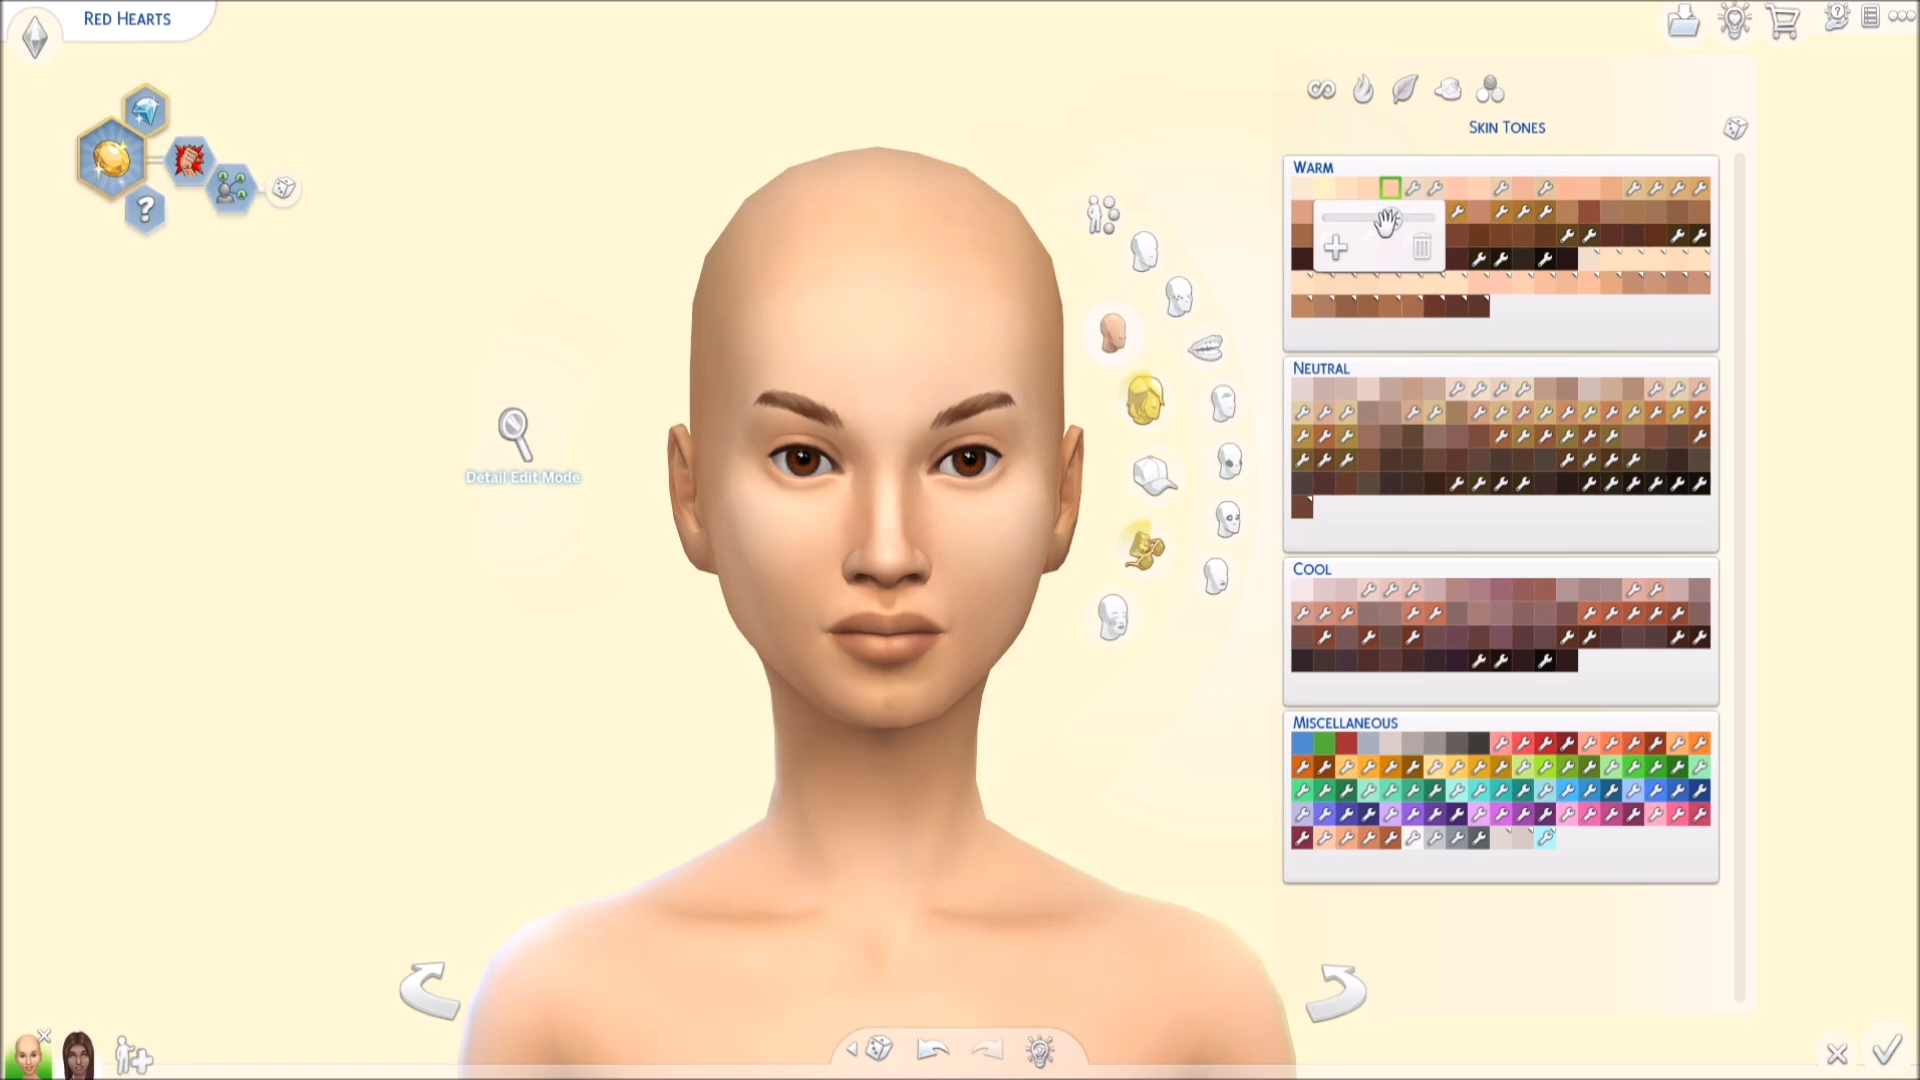 RED HEARTS
SKIN TONES
WARM
Detail Edit Mode
NEUTRAL
COOL
MISCELLANEOUS